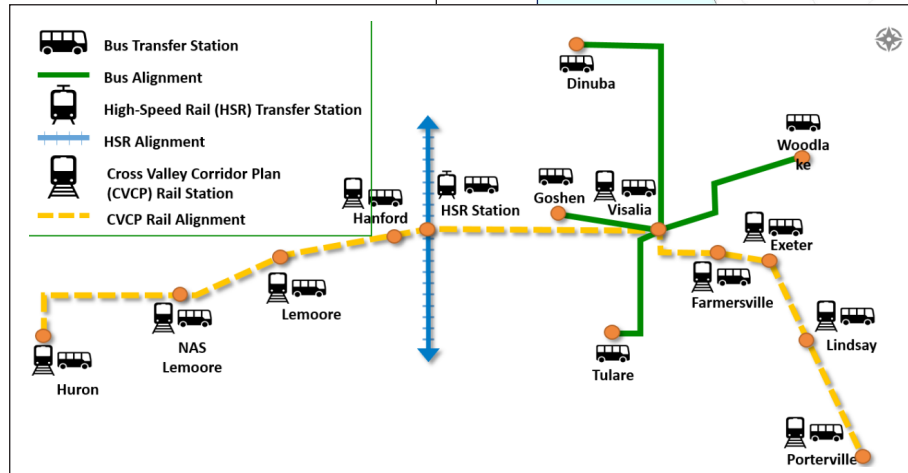 Bus Transfer Station
Bus Alignment
High-Speed Rail (HSR) Transfer Station
HSR Alignment
Cross Valley Corridor Plan
(CVCP) Rail Station
CVCP Rail Alignment
Dinuba
Woodla
ke
Goshen
Visalia
HSR Station
Hanford
Exeter
Lemoore
Farmersville
NAS
Lemoore
Lindsay
Huron
Tulare
Porterville